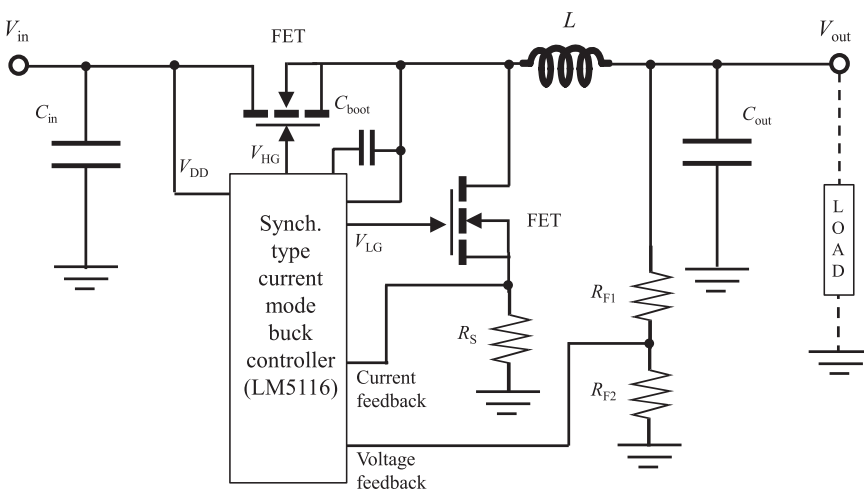 V_in
FET
L
V_out
C_in
C_boot
C_out
V_DD
V_HG
Synch.
type
current
mode
buck
controller
(LM5116)
V_LG
FET
LOAD
R_F1
R_S
Current
feedback
R_F2
Voltage
feedback